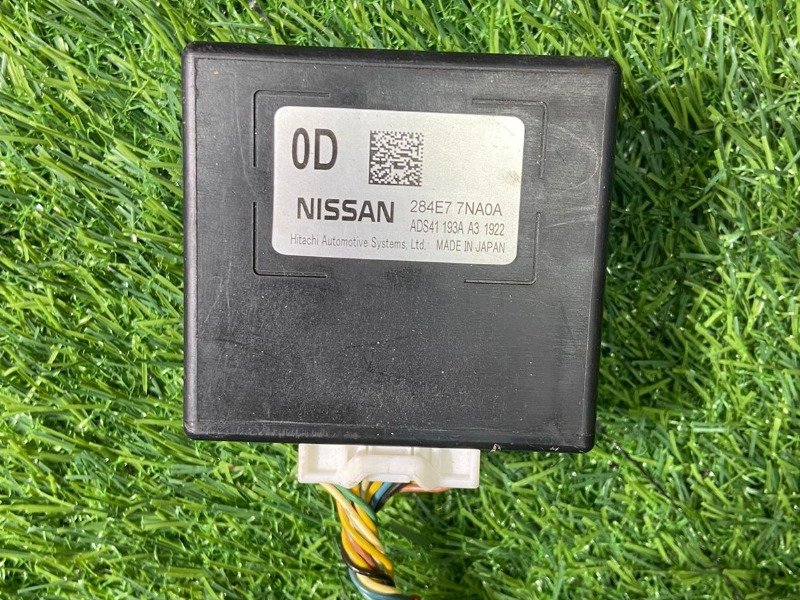 0D
NISSAN 284E7 7NA0A
ADS41 193A A3 1922
Hitachi Automotive Systems, Ltd. MADE IN JAPAN